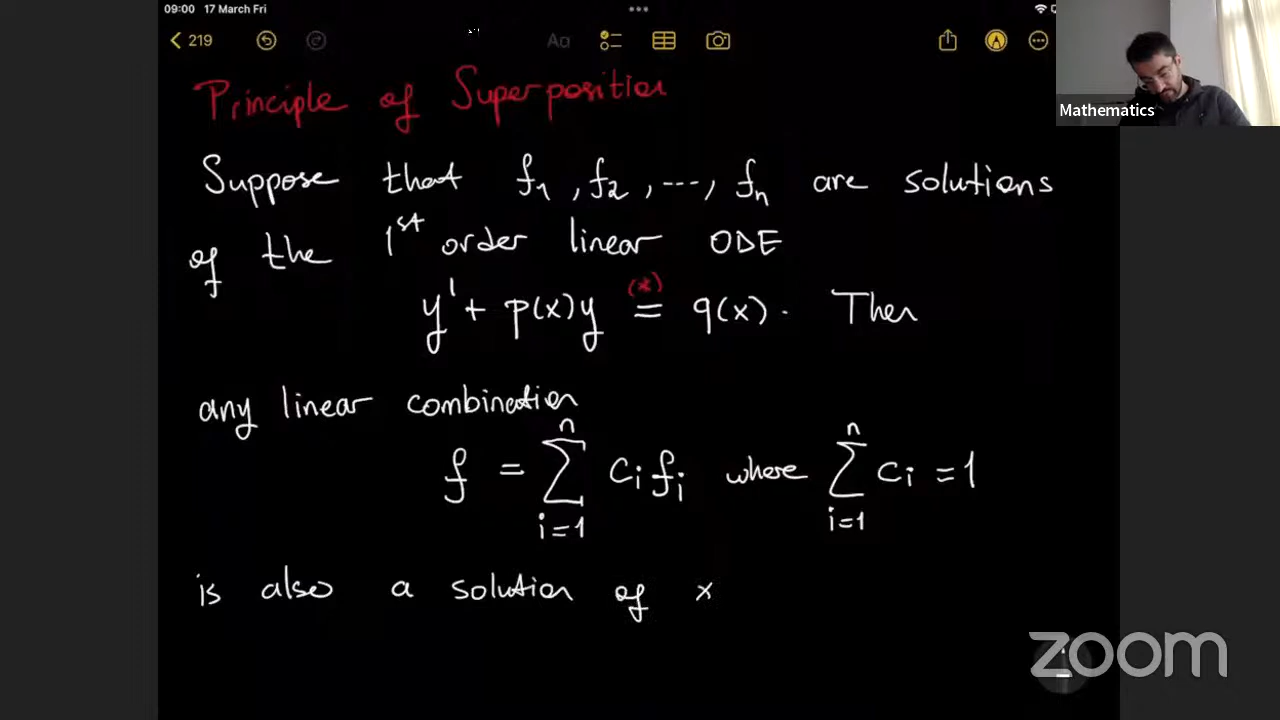 09:00 17 March Fri
219
Aa
Mathematics
Principle of Superposition
Suppose that f₁, f₂, ..., fₙ are solutions
of the 1ˢᵗ order linear ODE
(*)
y' + p(x)y = q(x). Then
any linear combination
f = ∑ᵢ₌₁ⁿ cᵢfᵢ where ∑ᵢ₌₁ⁿ cᵢ = 1
is also a solution of x
zoom